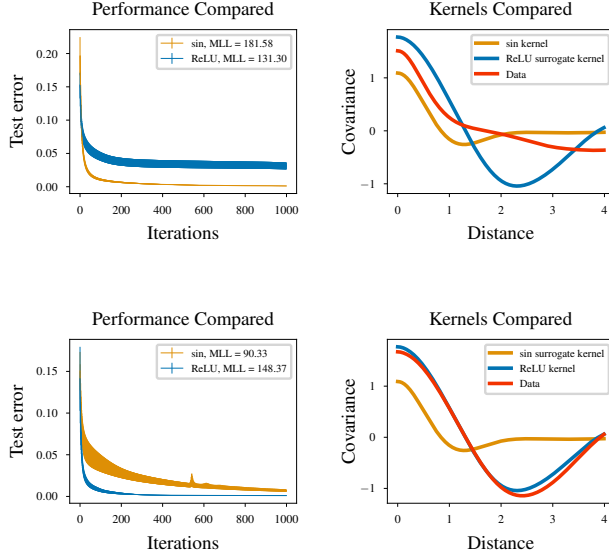 Performance Compared
0.20
0.15
0.10
0.05
0.00
Test error
sin, MLL = 181.58
ReLU, MLL = 131.30
0 200 400 600 800 1000
Iterations
Kernels Compared
1
0
−1
Covariance
sin kernel
ReLU surrogate kernel
Data
0 1 2 3 4
Distance
Performance Compared
0.15
0.10
0.05
0.00
Test error
sin, MLL = 90.33
ReLU, MLL = 148.37
0 200 400 600 800 1000
Iterations
Kernels Compared
1
0
−1
Covariance
sin surrogate kernel
ReLU kernel
Data
0 1 2 3 4
Distance